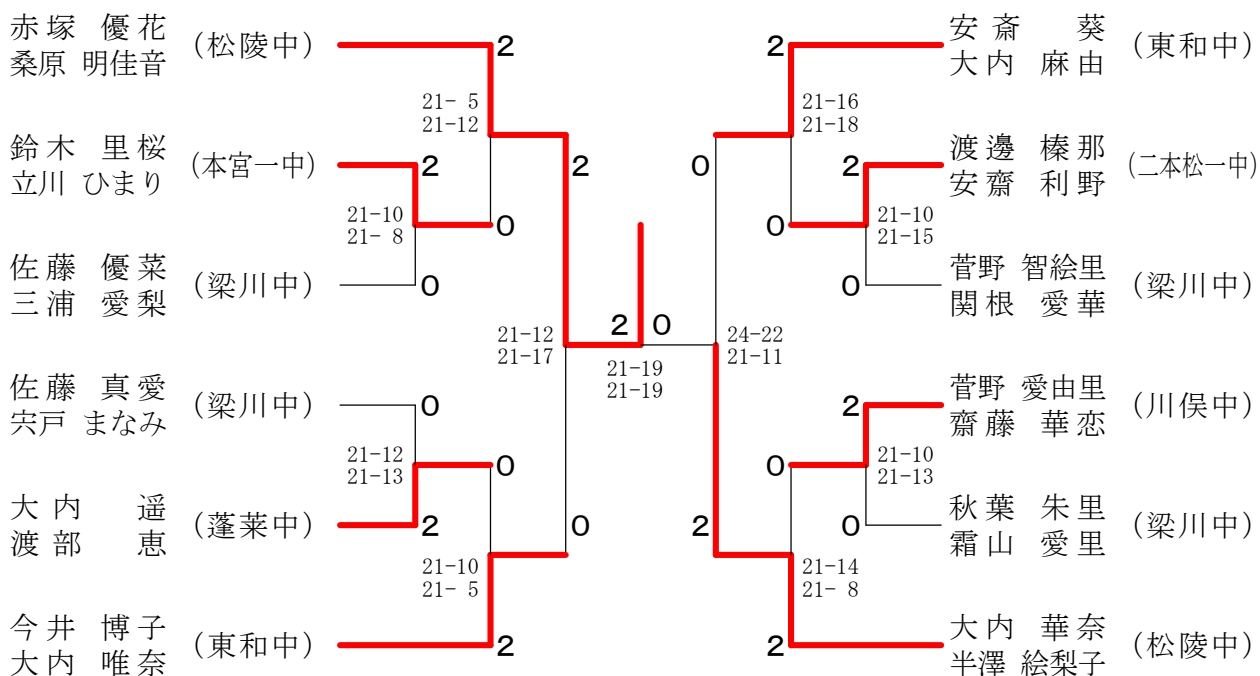 赤塚 優花
桑原 明佳音
(松陵中)
2
21- 5
21-12
鈴木 里桜
立川 ひまり
(本宮一中)
2
2
21-10
21- 8
0
佐藤 優菜
三浦 愛梨
(梁川中)
0
21-12
21-17
佐藤 真愛
宍戸 まなみ
(梁川中)
0
21-12
21-13
0
大内 遥
渡部 恵
(蓬莱中)
2
0
21-10
21- 5
今井 博子
大内 唯奈
(東和中)
2
2 0
21-19
21-19
2
安斎 葵
大内 麻由
(東和中)
21-16
21-18
0
2
渡邊 榛那
安齋 利野
(二本松一中)
0
21-10
21-15
0
菅野 智絵里
関根 愛華
(梁川中)
24-22
21-11
2
菅野 愛由里
齋藤 華恋
(川俣中)
0
21-10
21-13
2
0
秋葉 朱里
霜山 愛里
(梁川中)
21-14
21- 8
2
大内 華奈
半澤 絵梨子
(松陵中)